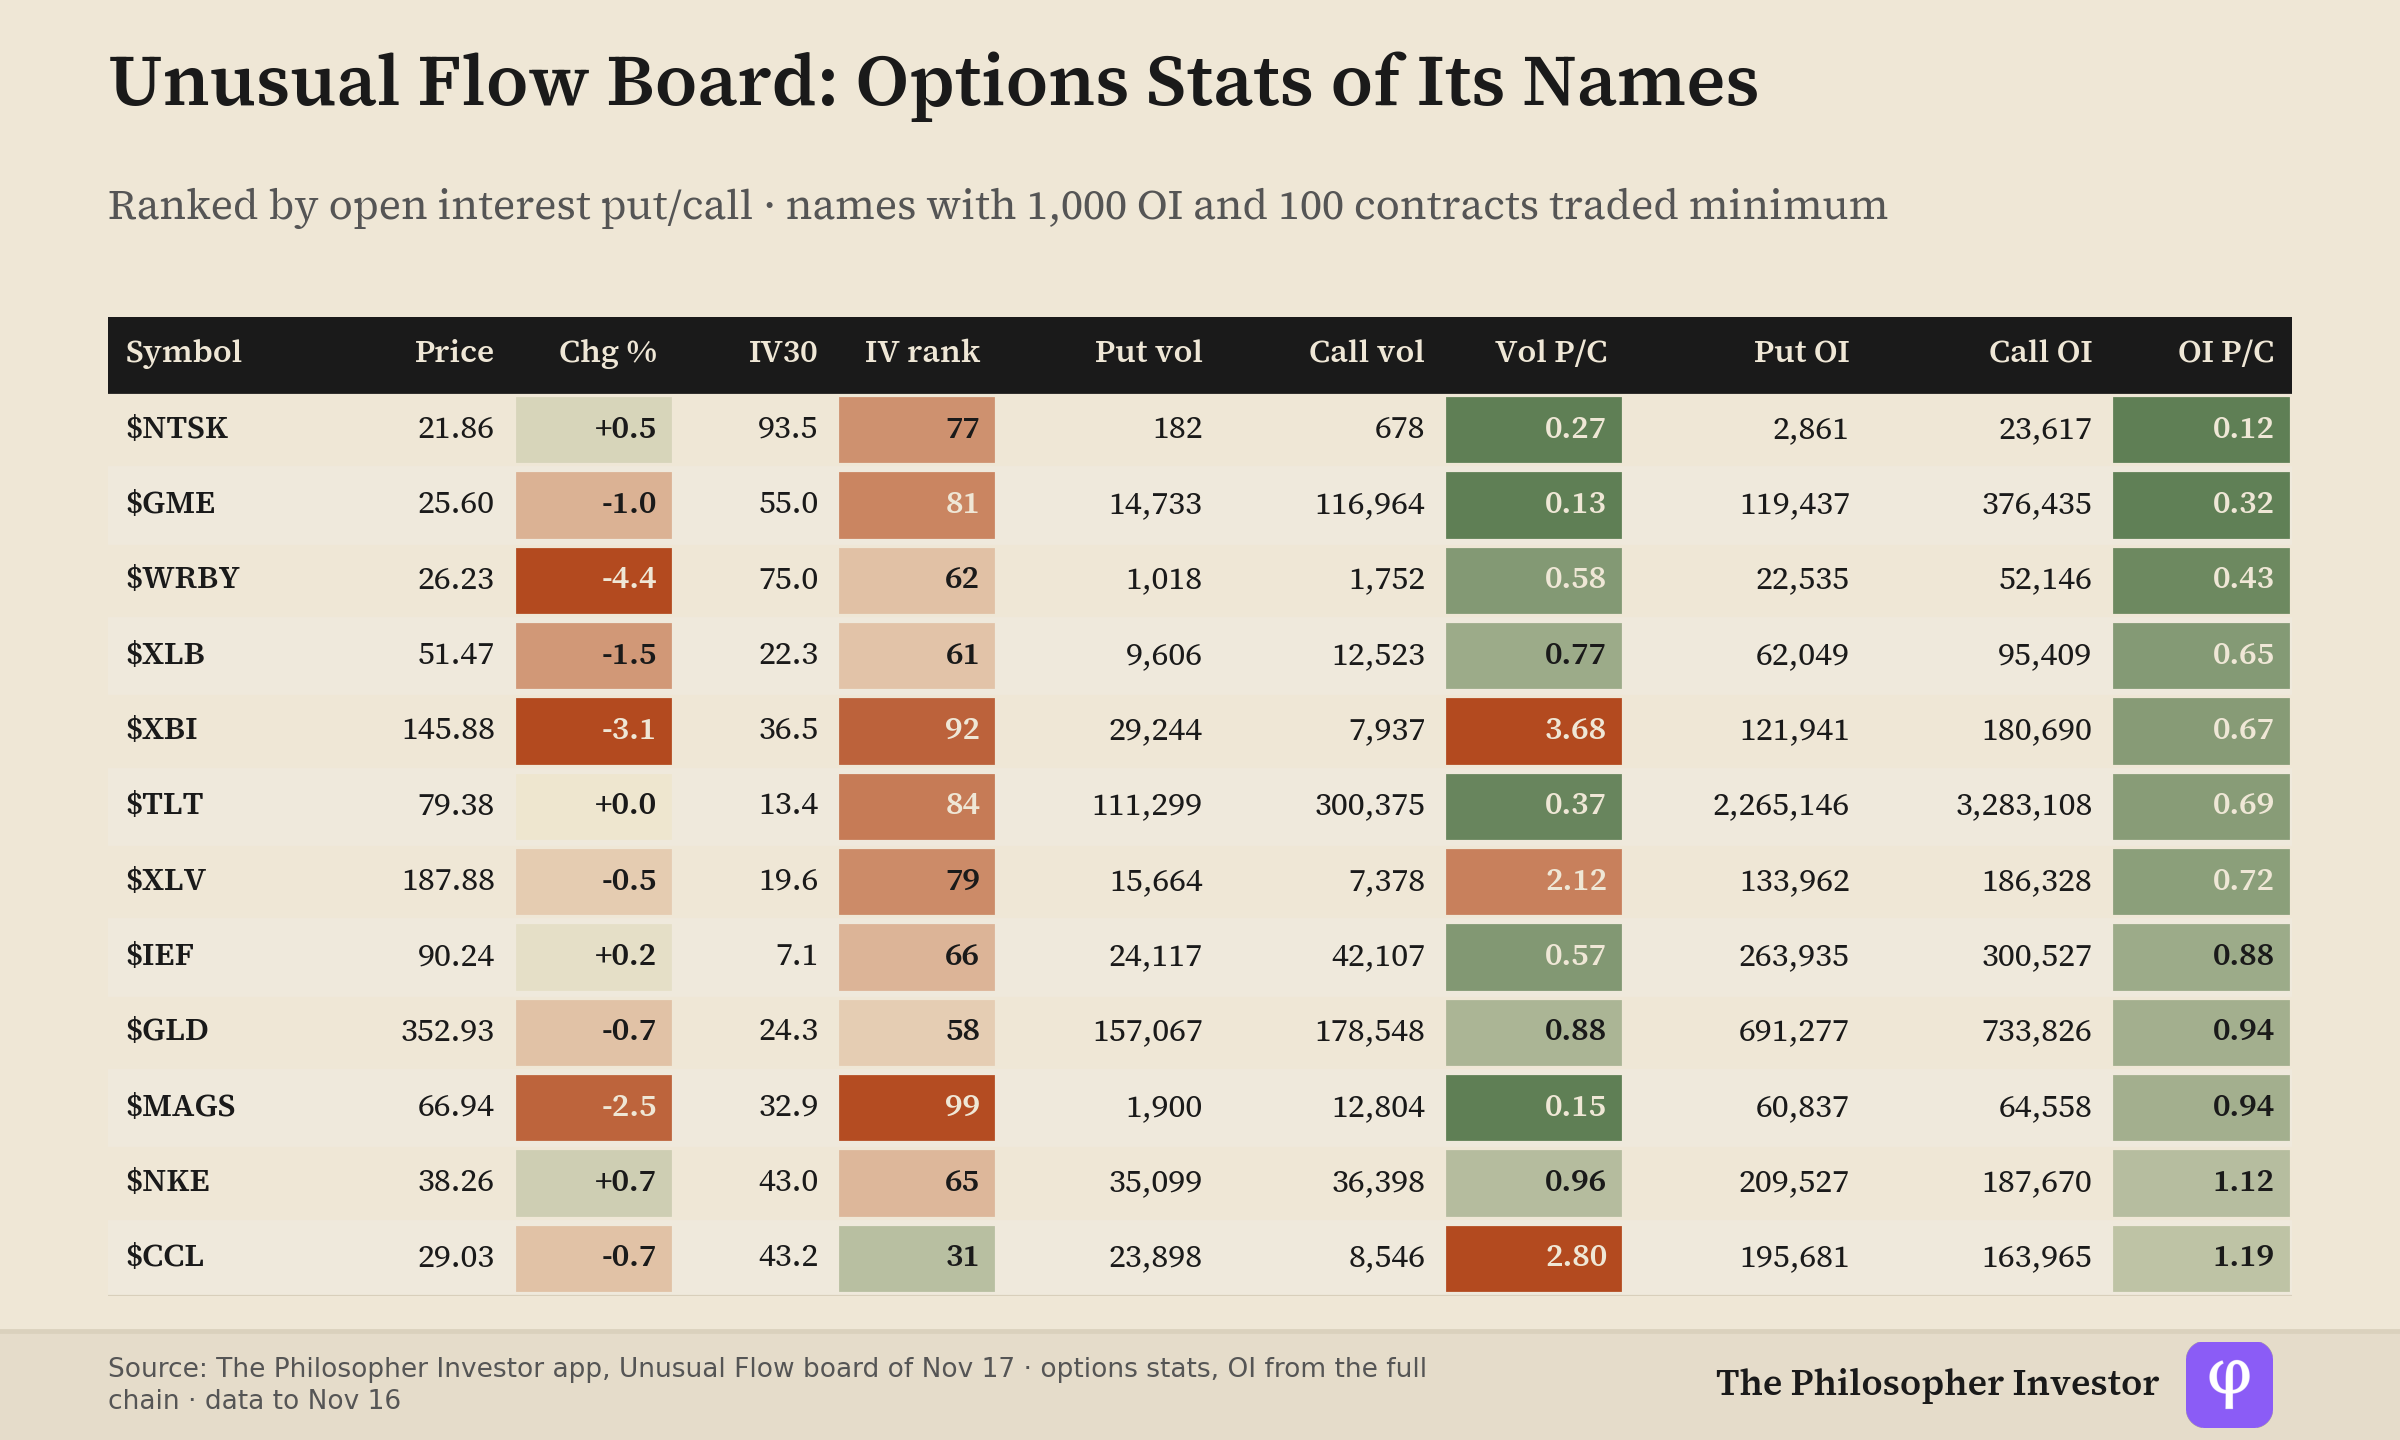 Unusual Flow Board: Options Stats of Its Names
Ranked by open interest put/call · names with 1,000 OI and 100 contracts traded minimum
Symbol Price Chg % IV30 IV rank Put vol Call vol Vol P/C Put OI Call OI OI P/C
$NTSK 21.86 +0.5 93.5 77 182 678 0.27 2,861 23,617 0.12
$GME 25.60 -1.0 55.0 81 14,733 116,964 0.13 119,437 376,435 0.32
$WRBY 26.23 -4.4 75.0 62 1,018 1,752 0.58 22,535 52,146 0.43
$XLB 51.47 -1.5 22.3 61 9,606 12,523 0.77 62,049 95,409 0.65
$XBI 145.88 -3.1 36.5 92 29,244 7,937 3.68 121,941 180,690 0.67
$TLT 79.38 +0.0 13.4 84 111,299 300,375 0.37 2,265,146 3,283,108 0.69
$XLV 187.88 -0.5 19.6 79 15,664 7,378 2.12 133,962 186,328 0.72
$IEF 90.24 +0.2 7.1 66 24,117 42,107 0.57 263,935 300,527 0.88
$GLD 352.93 -0.7 24.3 58 157,067 178,548 0.88 691,277 733,826 0.94
$MAGS 66.94 -2.5 32.9 99 1,900 12,804 0.15 60,837 64,558 0.94
$NKE 38.26 +0.7 43.0 65 35,099 36,398 0.96 209,527 187,670 1.12
$CCL 29.03 -0.7 43.2 31 23,898 8,546 2.80 195,681 163,965 1.19
Source: The Philosopher Investor app, Unusual Flow board of Nov 17 · options stats, OI from the full
chain · data to Nov 16
The Philosopher Investor φ